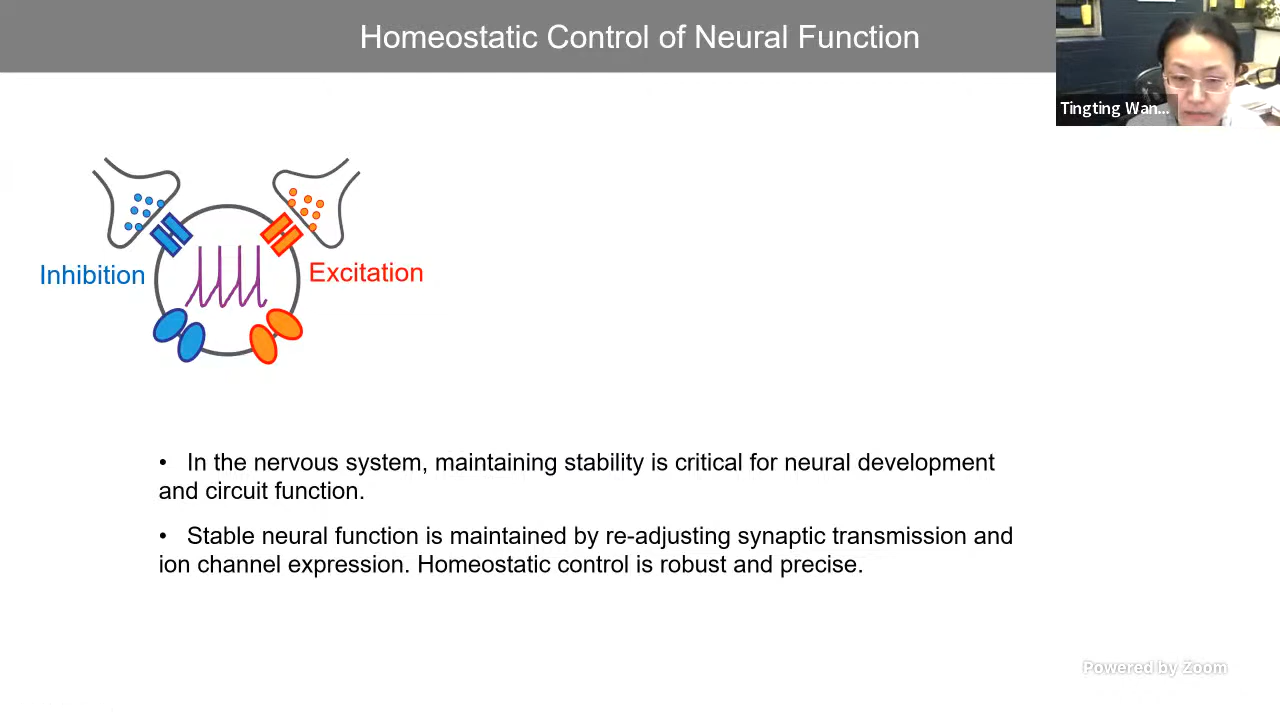 Homeostatic Control of Neural Function
Tingting Wan...
Inhibition
Excitation
• In the nervous system, maintaining stability is critical for neural development
and circuit function.
• Stable neural function is maintained by re-adjusting synaptic transmission and
ion channel expression. Homeostatic control is robust and precise.
Powered by Zoom